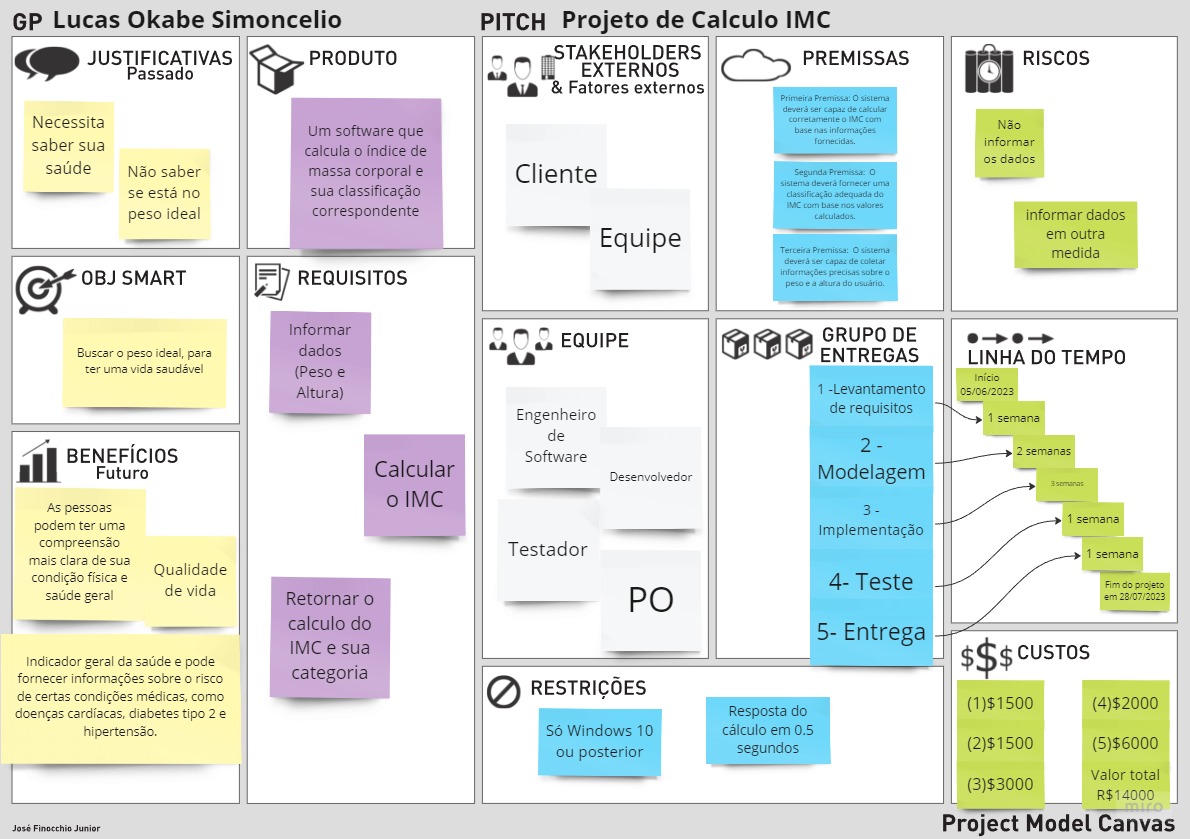 GP Lucas Okabe Simoncelio
PITCH Projeto de Calculo IMC
JUSTIFICATIVAS
Passado
Necessita
saber sua
saúde
Não saber
se está no
peso ideal
PRODUTO
Um software que
calcula o índice de
massa corporal e
sua classificação
correspondente
STAKEHOLDERS
EXTERNOS
& Fatores externos
Cliente
Equipe
PREMISSAS
Primeira Premissa: O sistema
deverá ser capaz de calcular
corretamente o IMC com
base nas informações
fornecidas.
Segunda Premissa: O
sistema deverá fornecer uma
classificação adequada do
IMC com base nos valores
calculados.
Terceira Premissa: O sistema
deverá ser capaz de coletar
informações precisas sobre o
peso e a altura do usuário.
RISCOS
Não
informar
os dados
informar dados
em outra
medida
OBJ SMART
Buscar o peso ideal, para
ter uma vida saudável
REQUISITOS
Informar
dados
(Peso e
Altura)
Calcular
o IMC
Retornar o
calculo do
IMC e sua
categoria
BENEFÍCIOS
Futuro
As pessoas
podem ter uma
compreensão
mais clara de sua
condição física e
saúde geral
Qualidade
de vida
Indicador geral da saúde e pode
fornecer informações sobre o risco
de certas condições médicas, como
doenças cardíacas, diabetes tipo 2 e
hipertensão.
EQUIPE
Engenheiro
de
Software
Desenvolvedor
Testador
PO
GRUPO DE
ENTREGAS
1 -Levantamento
de requisitos
2 -
Modelagem
3 -
Implementação
4- Teste
5- Entrega
LINHA DO TEMPO
Início
05/06/2023
1 semana
2 semanas
3 semanas
1 semana
1 semana
Fim do projeto
em 28/07/2023
RESTRIÇÕES
Só Windows 10
ou posterior
Resposta do
cálculo em 0.5
segundos
$$$ CUSTOS
(1)$1500
(2)$1500
(3)$3000
(4)$2000
(5)$6000
Valor total
R$14000
miro
José Finocchio Junior
Project Model Canvas